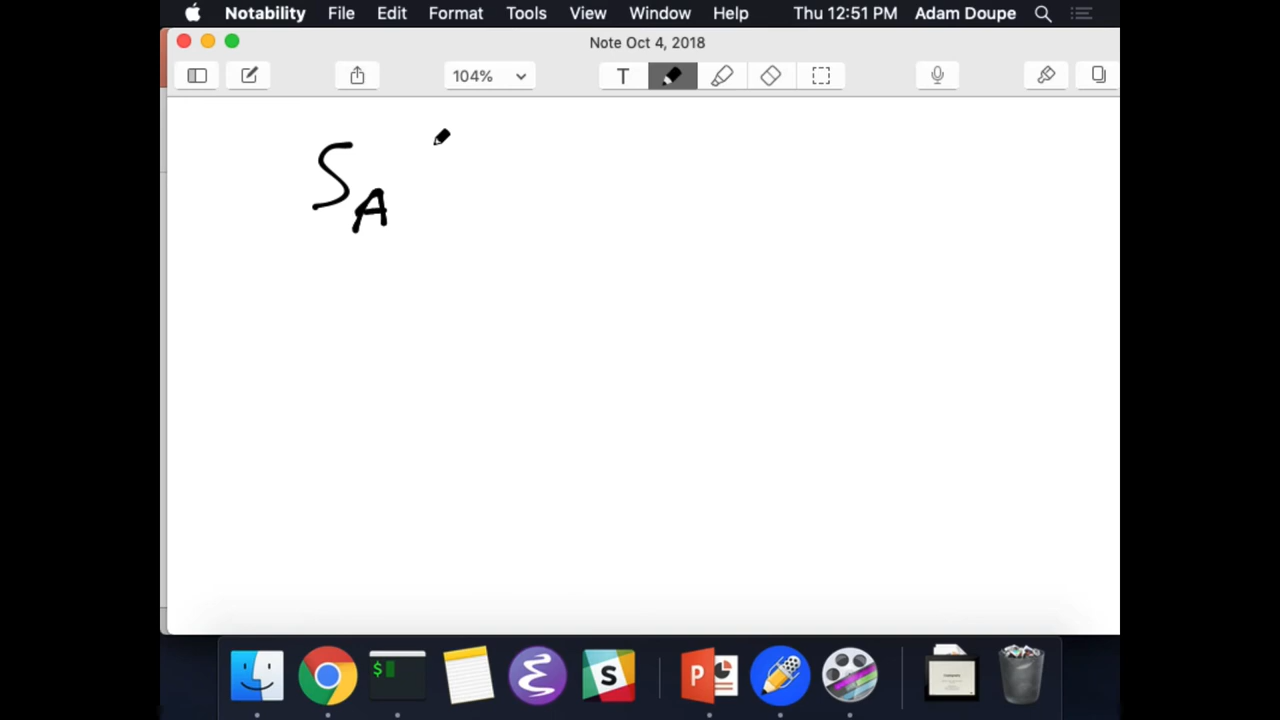 Notability File Edit Format Tools View Window Help Thu 12:51 PM Adam Doupe
Note Oct 4, 2018
104% T
S_A
$
S
P